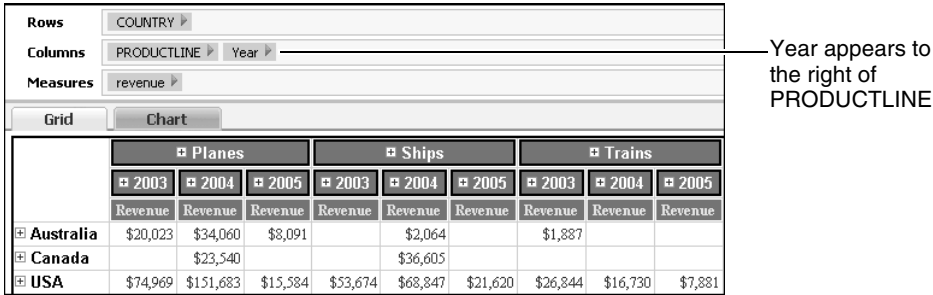 Rows COUNTRY
Columns PRODUCTLINE Year
Measures revenue
Year appears to
the right of
PRODUCTLINE
Grid Chart
Planes Ships Trains
2003 2004 2005 2003 2004 2005 2003 2004 2005
Revenue Revenue Revenue Revenue Revenue Revenue Revenue Revenue Revenue
Australia $20,023 $34,060 $8,091 $2,064 $1,887
Canada $23,540 $36,605
USA $74,969 $151,683 $15,584 $53,674 $68,847 $21,620 $26,844 $16,730 $7,881